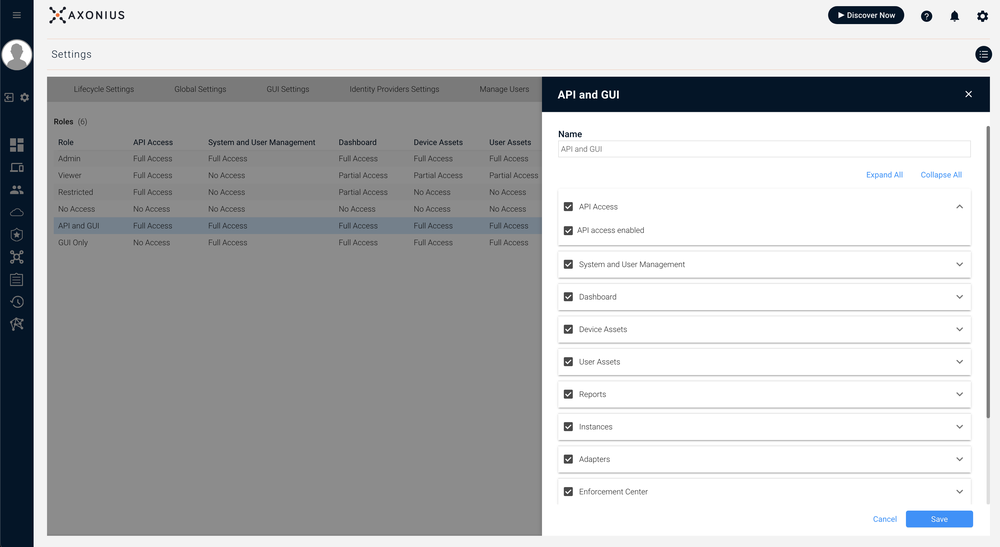 AXONIUS
Discover Now
Settings
Lifecycle Settings Global Settings GUI Settings Identity Providers Settings Manage Users
Roles (6)
Role API Access System and User Management Dashboard Device Assets User Assets
Admin Full Access Full Access Full Access Full Access Full Access
Viewer Full Access No Access Partial Access Partial Access Partial Access
Restricted Full Access No Access Partial Access No Access No Access
No Access Full Access No Access No Access No Access No Access
API and GUI Full Access Full Access Full Access Full Access Full Access
GUI Only No Access Full Access Full Access Full Access Full Access
API and GUI
Name
API and GUI
Expand All Collapse All
API Access
API access enabled
System and User Management
Dashboard
Device Assets
User Assets
Reports
Instances
Adapters
Enforcement Center
Cancel Save